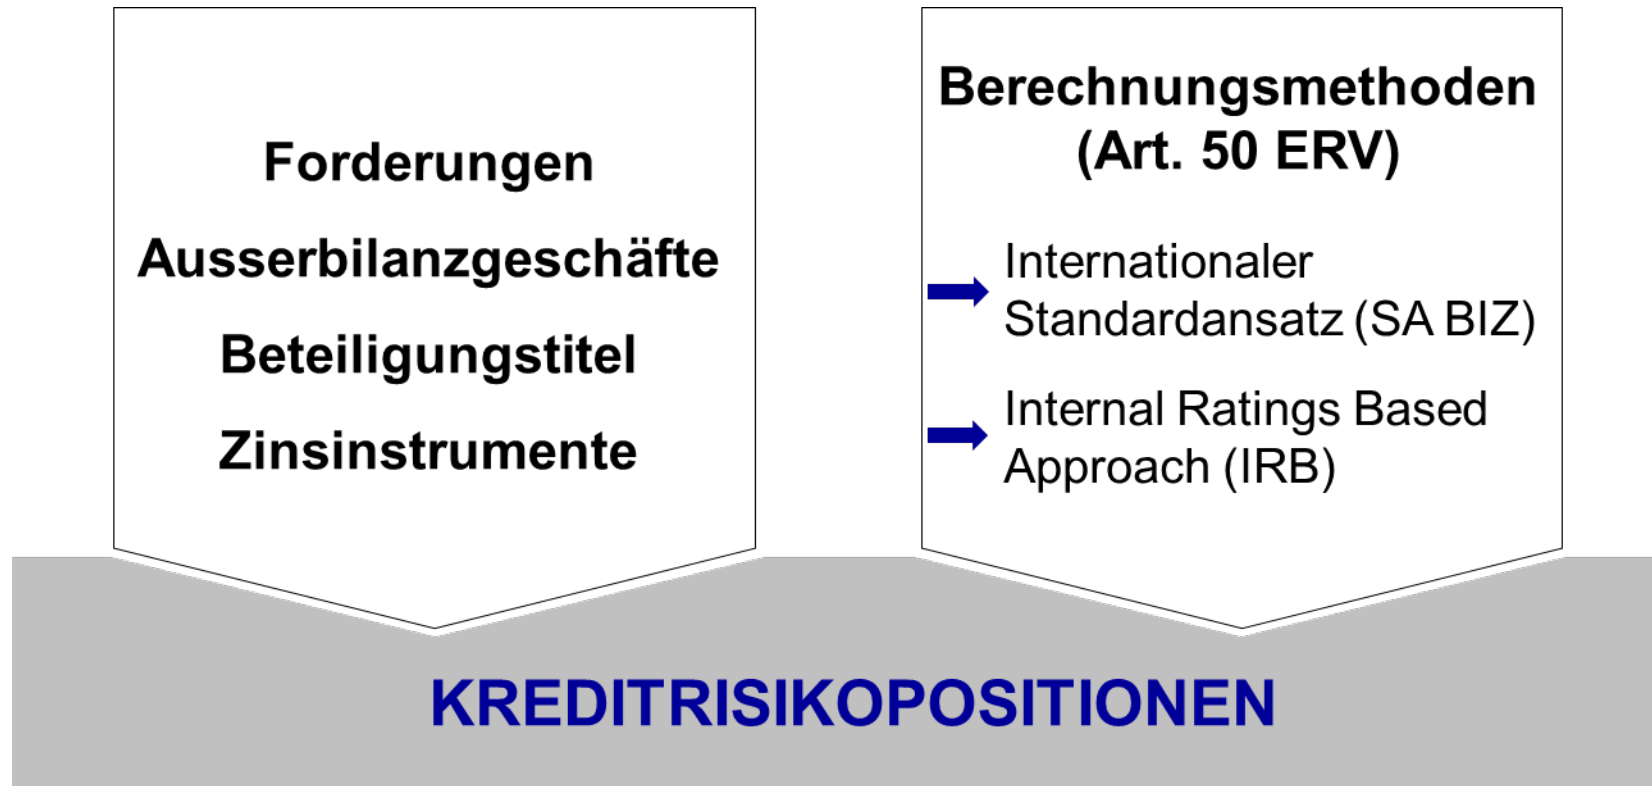 Forderungen
Ausserbilanzgeschäfte
Beteiligungstitel
Zinsinstrumente
Berechnungsmethoden
(Art. 50 ERV)
Internationaler
Standardansatz (SA BIZ)
Internal Ratings Based
Approach (IRB)
KREDITRISIKOPOSITIONEN